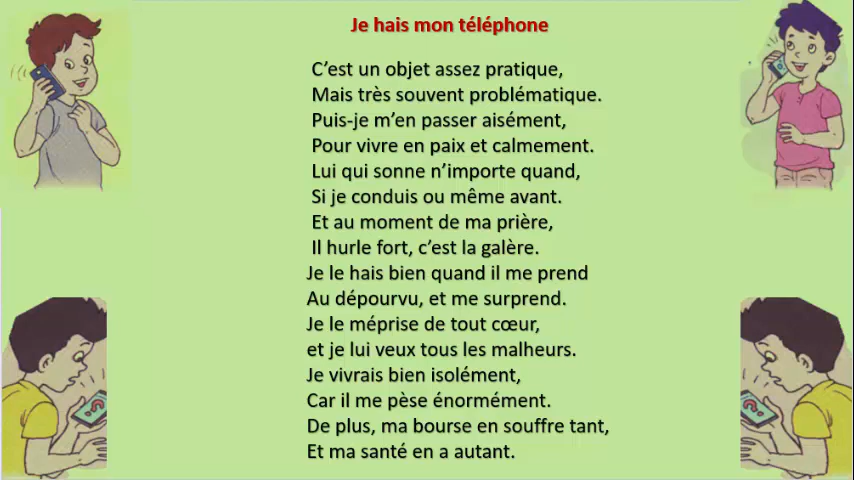 Je hais mon téléphone
C’est un objet assez pratique,
Mais très souvent problématique.
Puis-je m’en passer aisément,
Pour vivre en paix et calmement.
Lui qui sonne n’importe quand,
Si je conduis ou même avant.
Et au moment de ma prière,
Il hurle fort, c’est la galère.
Je le hais bien quand il me prend
Au dépourvu, et me surprend.
Je le méprise de tout cœur,
et je lui veux tous les malheurs.
Je vivrais bien isolément,
Car il me pèse énormément.
De plus, ma bourse en souffre tant,
Et ma santé en a autant.